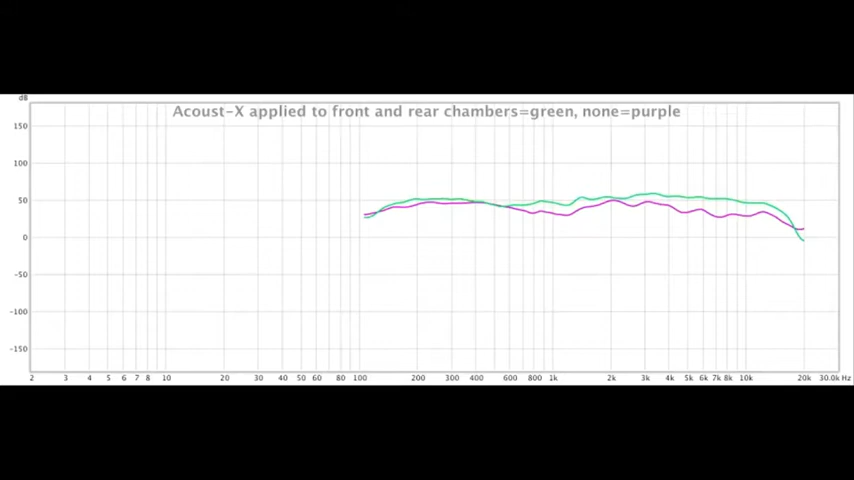 dB
Acoust-X applied to front and rear chambers=green, none=purple
150
100
50
0
-50
-100
-150
2 3 4 5 6 7 8 10 20 30 40 50 60 80 100 200 300 400 600 800 1k 2k 3k 4k 5k 6k 7k 8k 10k 20k 30.0k Hz